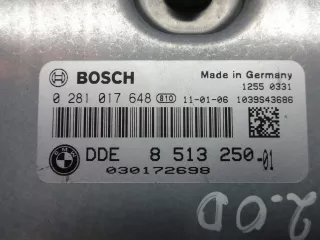 BOSCH
Made in Germany
1255 0331
0 281 017 648 810 11-01-06 1039S43686
BMW
DDE 8 513 250-01
030172698
2.0D